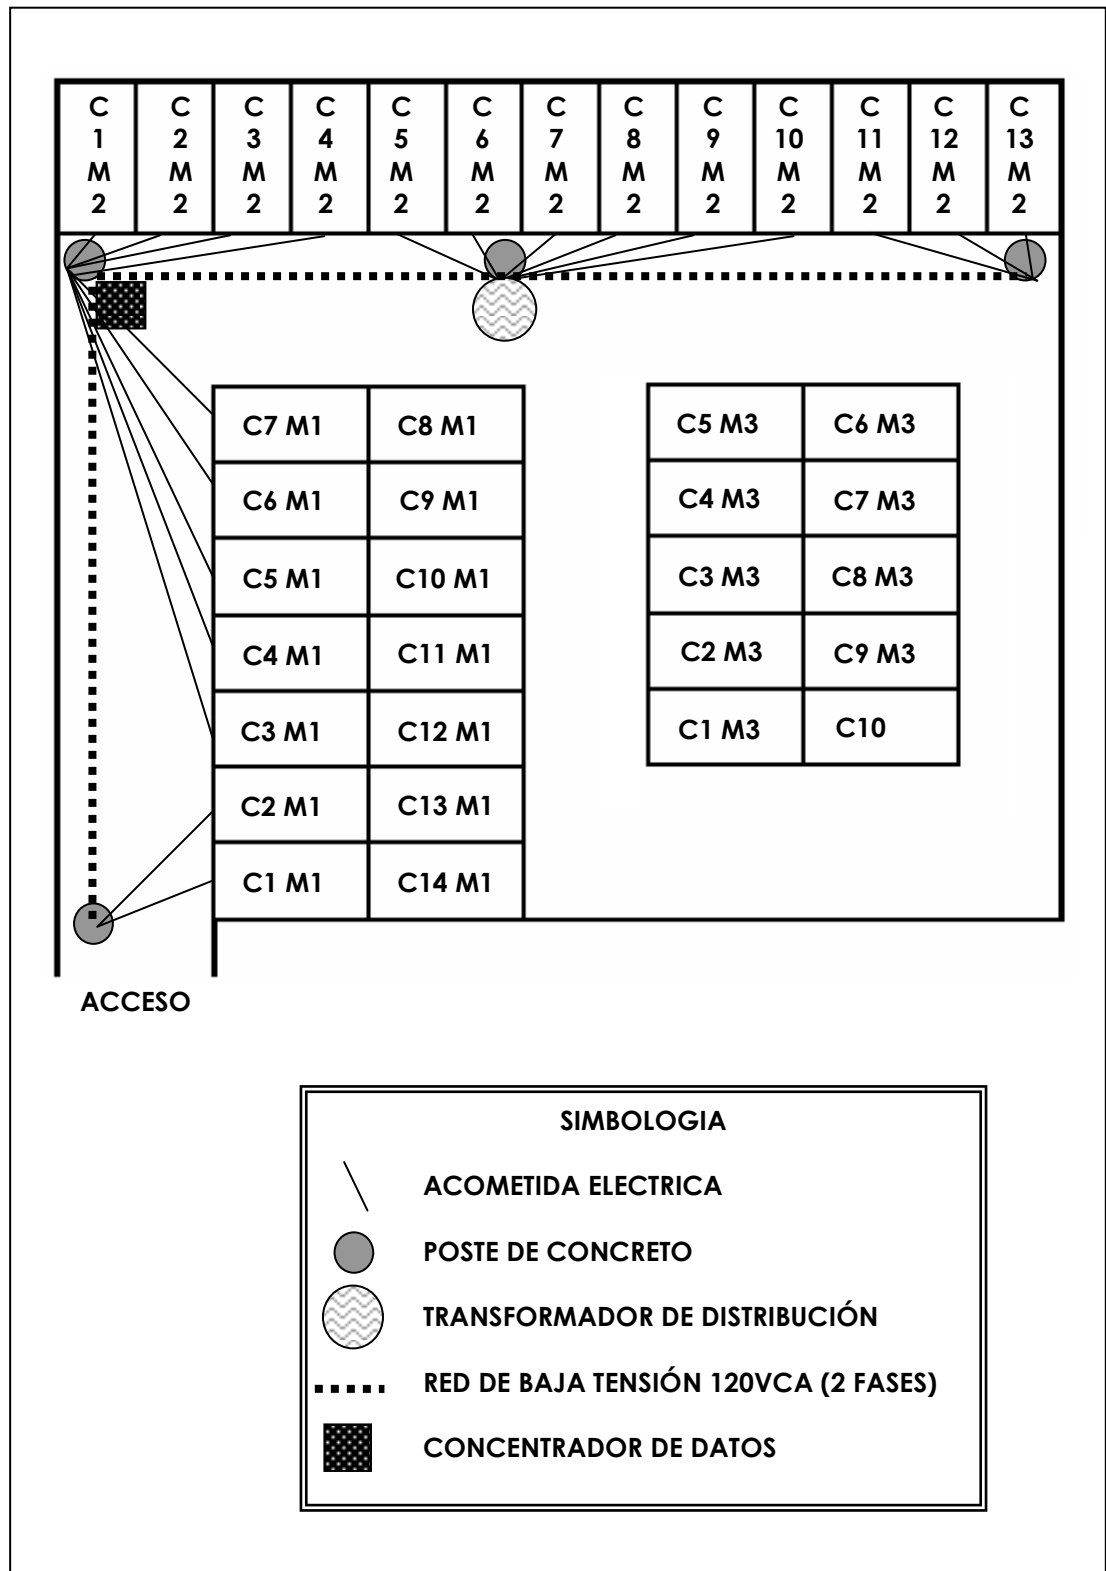 C 1 M 2
C 2 M 2
C 3 M 2
C 4 M 2
C 5 M 2
C 6 M 2
C 7 M 2
C 8 M 2
C 9 M 2
C 10 M 2
C 11 M 2
C 12 M 2
C 13 M 2
C7 M1 C8 M1
C6 M1 C9 M1
C5 M1 C10 M1
C4 M1 C11 M1
C3 M1 C12 M1
C2 M1 C13 M1
C1 M1 C14 M1
C5 M3 C6 M3
C4 M3 C7 M3
C3 M3 C8 M3
C2 M3 C9 M3
C1 M3 C10
ACCESO
SIMBOLOGIA
ACOMETIDA ELECTRICA
POSTE DE CONCRETO
TRANSFORMADOR DE DISTRIBUCIÓN
RED DE BAJA TENSIÓN 120VCA (2 FASES)
CONCENTRADOR DE DATOS